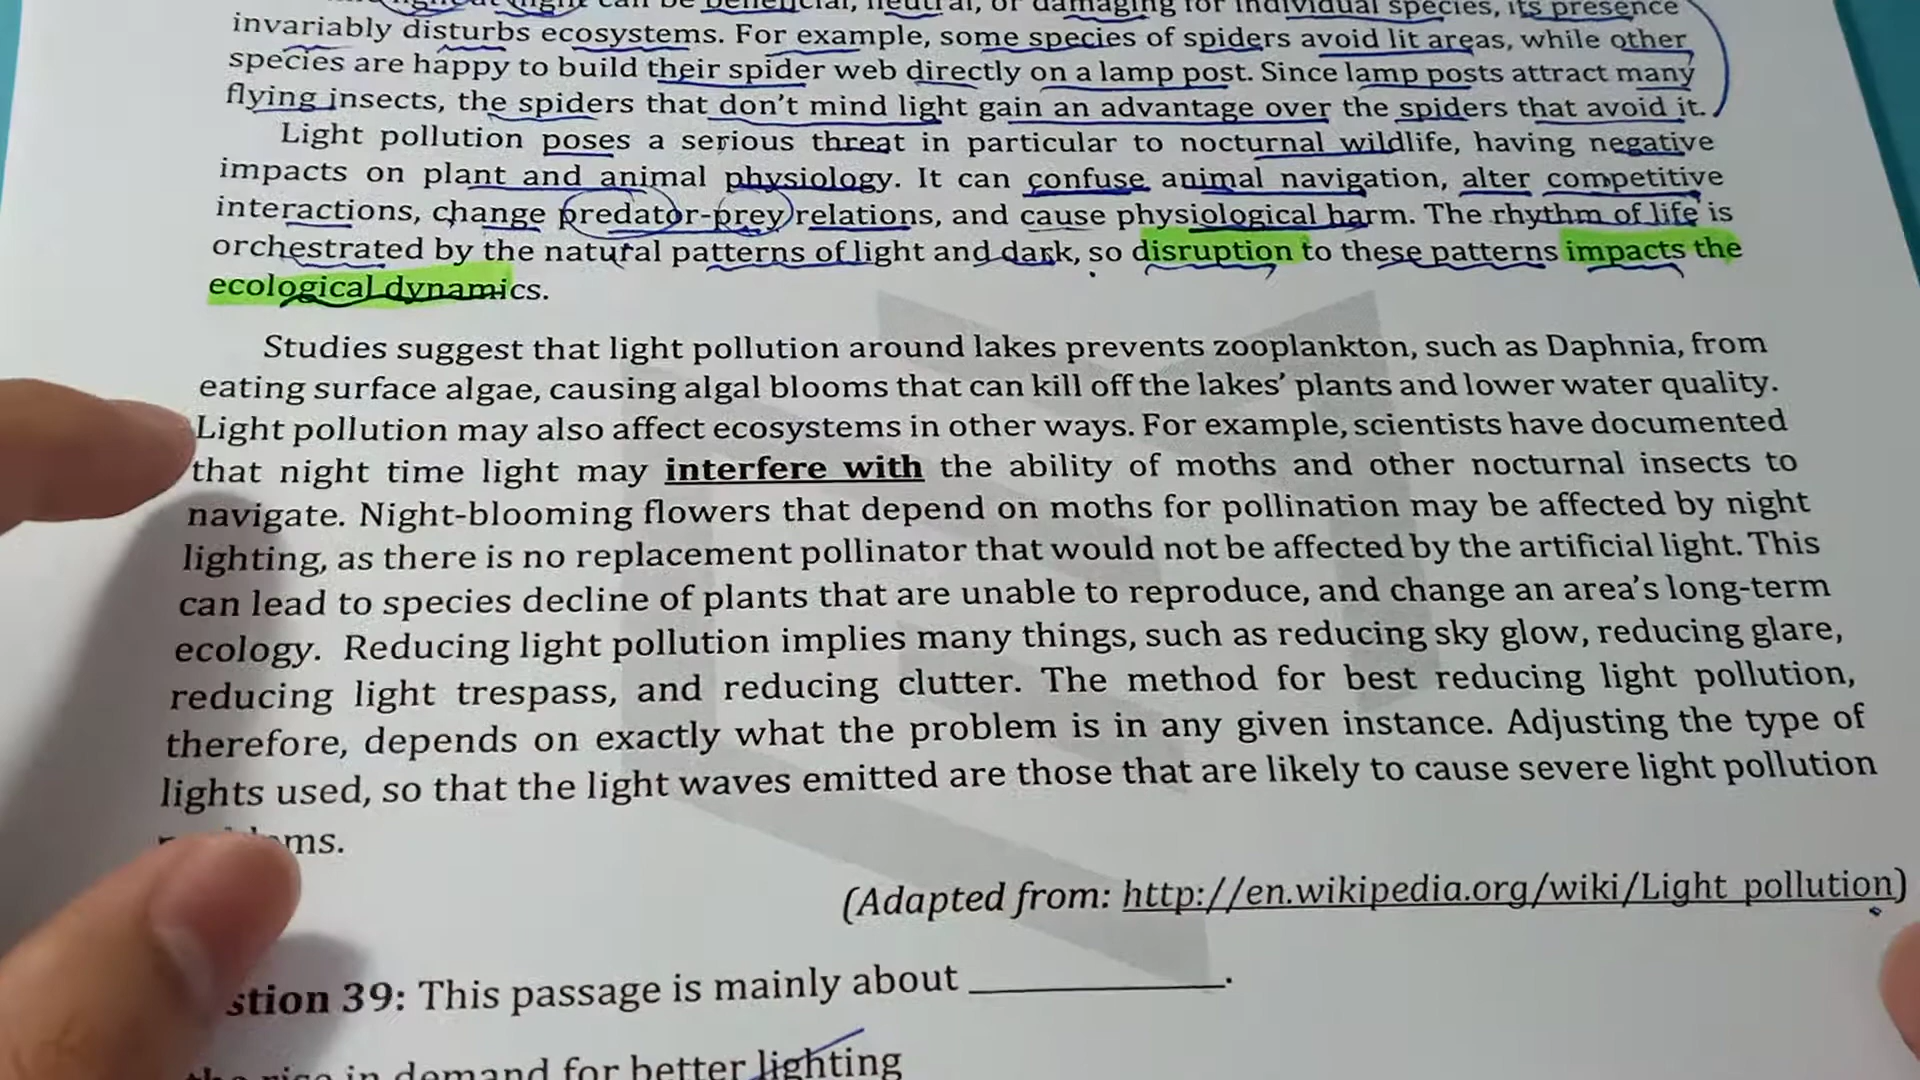 can be beneficial, neutral, or damaging for individual species, its presence
invariably disturbs ecosystems. For example, some species of spiders avoid lit areas, while other
species are happy to build their spider web directly on a lamp post. Since lamp posts attract many
flying insects, the spiders that don't mind light gain an advantage over the spiders that avoid it.
Light pollution poses a serious threat in particular to nocturnal wildlife, having negative
impacts on plant and animal physiology. It can confuse animal navigation, alter competitive
interactions, change predator-prey relations, and cause physiological harm. The rhythm of life is
orchestrated by the natural patterns of light and dark, so disruption to these patterns impacts the
ecological dynamics.
Studies suggest that light pollution around lakes prevents zooplankton, such as Daphnia, from
eating surface algae, causing algal blooms that can kill off the lakes' plants and lower water quality.
Light pollution may also affect ecosystems in other ways. For example, scientists have documented
that night time light may interfere with the ability of moths and other nocturnal insects to
navigate. Night-blooming flowers that depend on moths for pollination may be affected by night
lighting, as there is no replacement pollinator that would not be affected by the artificial light. This
can lead to species decline of plants that are unable to reproduce, and change an area's long-term
ecology. Reducing light pollution implies many things, such as reducing sky glow, reducing glare,
reducing light trespass, and reducing clutter. The method for best reducing light pollution,
therefore, depends on exactly what the problem is in any given instance. Adjusting the type of
lights used, so that the light waves emitted are those that are likely to cause severe light pollution
ms.
(Adapted from: http://en.wikipedia.org/wiki/Light_pollution)
stion 39: This passage is mainly about ____________.
the rise in demand for better lighting